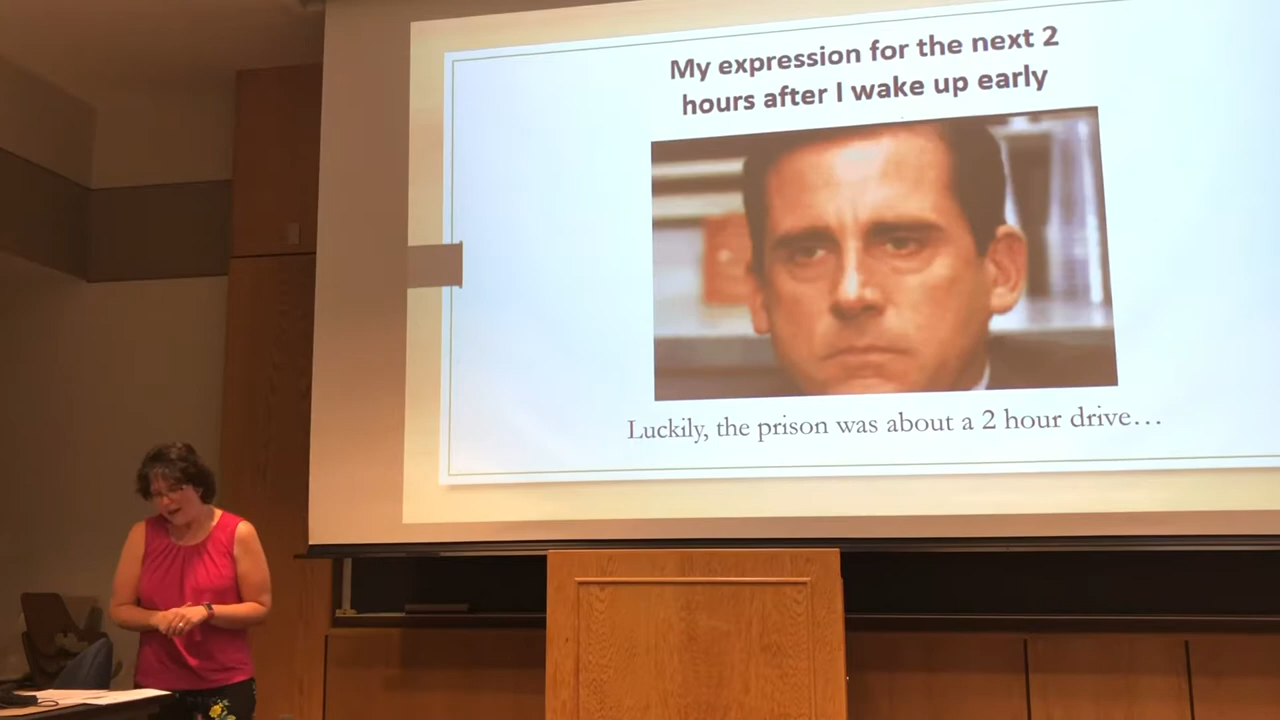 My expression for the next 2
hours after I wake up early
Luckily, the prison was about a 2 hour drive…